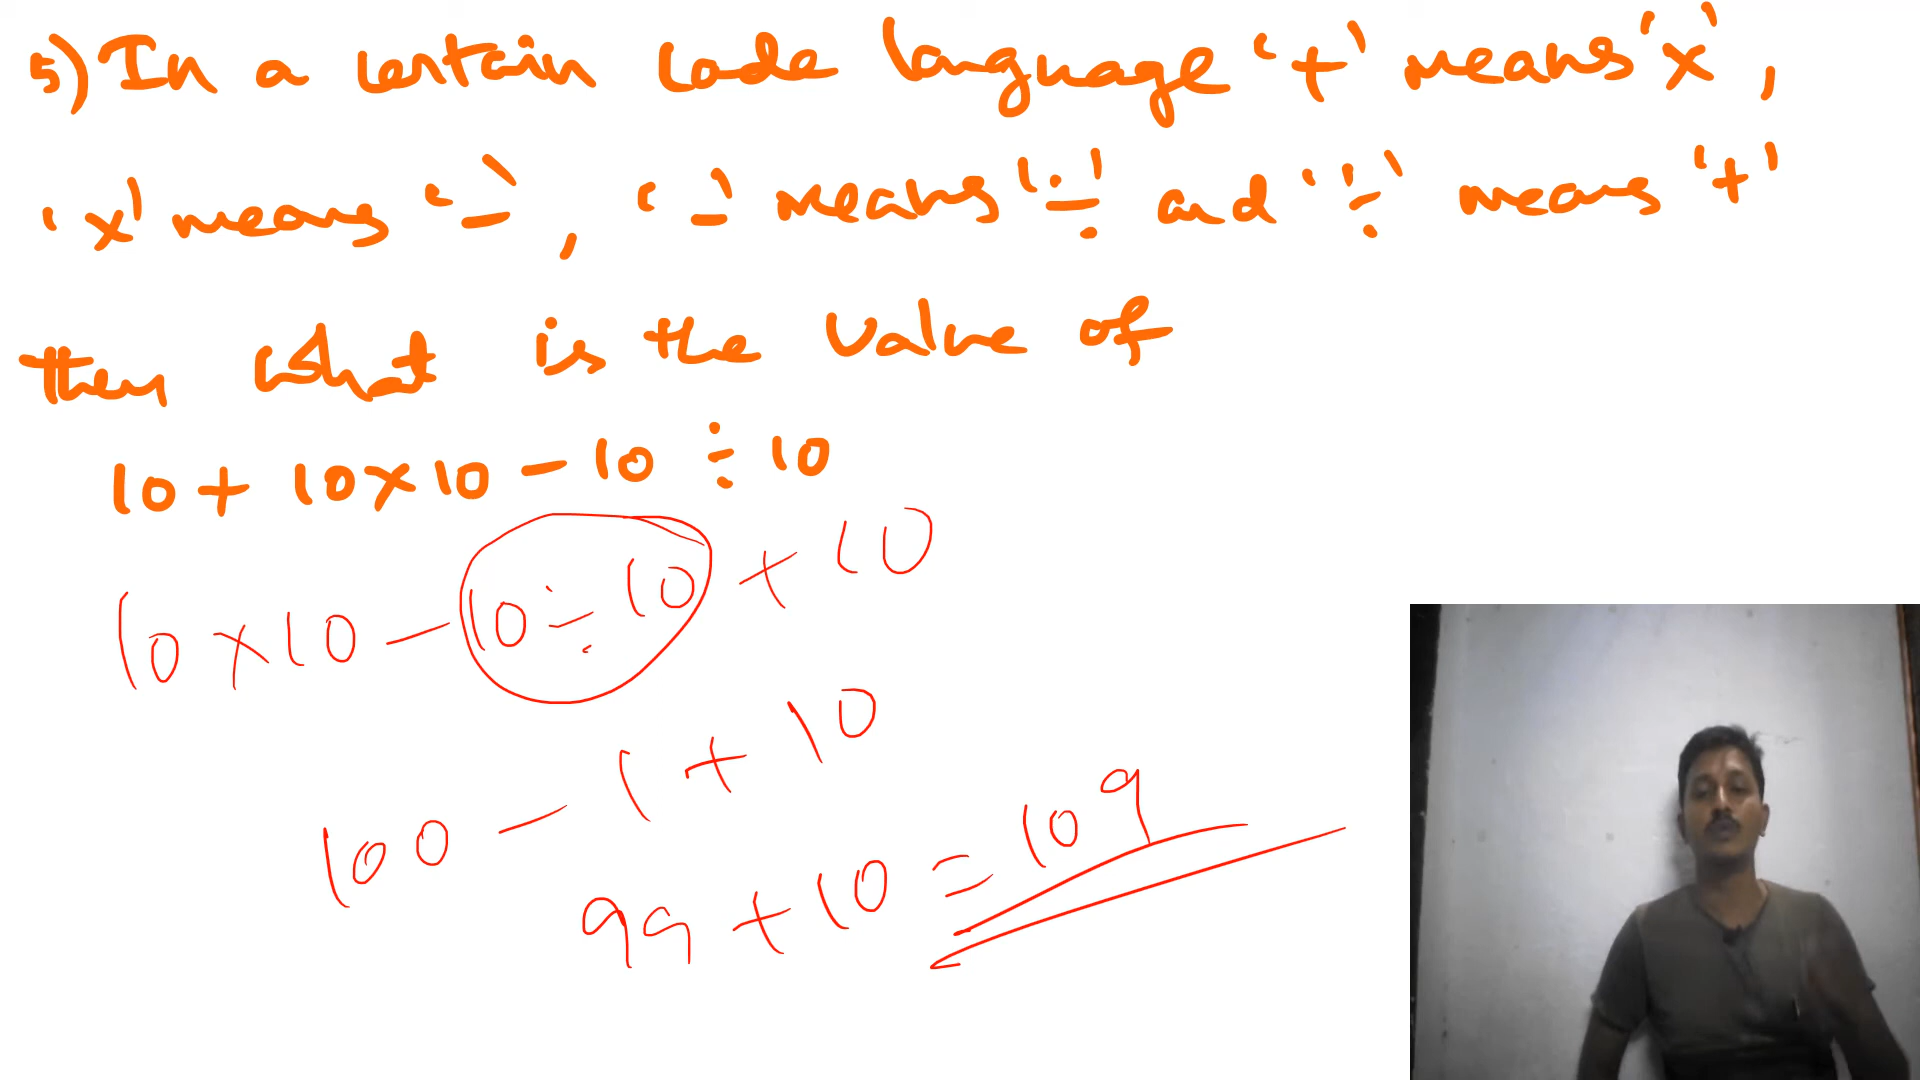 5) In a certain code language '+' means 'x',
'x' means '-', '-' means '÷' and '÷' means '+'
then what is the value of
10 + 10 x 10 - 10 ÷ 10
10 x 10 - 10 ÷ 10 + 10
100 - 1 + 10
99 + 10 = 109